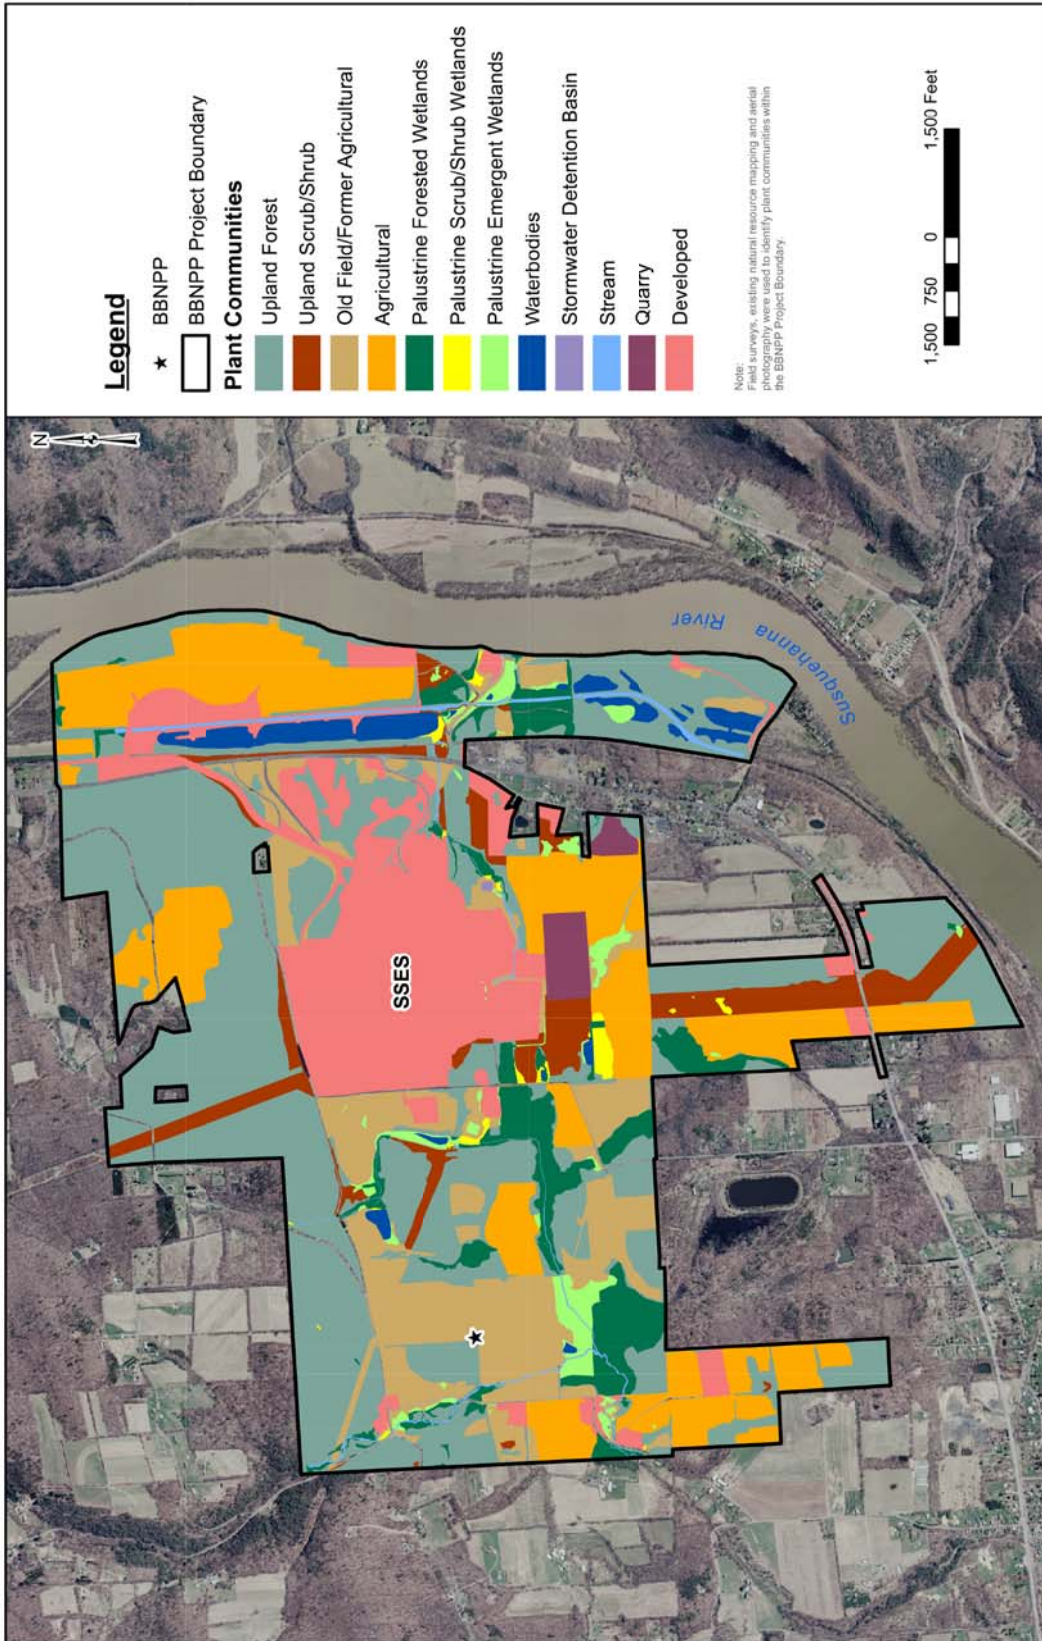 Legend
BBNPP
BBNPP Project Boundary
Plant Communities
Upland Forest
Upland Scrub/Shrub
Old Field/Former Agricultural
Agricultural
Palustrine Forested Wetlands
Palustrine Scrub/Shrub Wetlands
Palustrine Emergent Wetlands
Waterbodies
Stormwater Detention Basin
Stream
Quarry
Developed
Note:
Field surveys, existing natural resource mapping and aerial
photography were used to identify plant communities within
the BBNPP Project Boundary.
1,500 750 0 1,500 Feet
N
SSES
Susquehanna
River